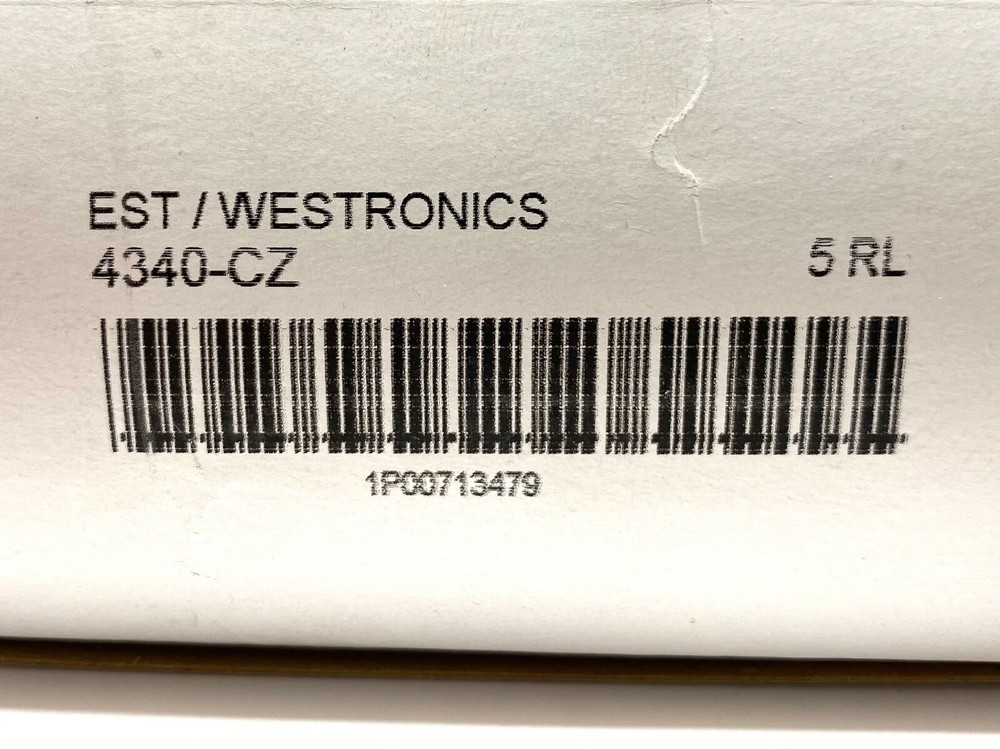 EST / WESTRONICS
4340-CZ
5 RL
1P00713479